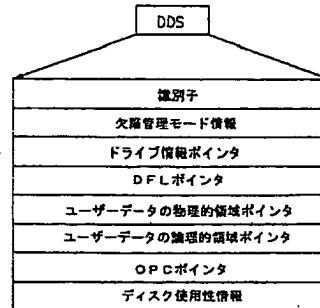 DDS
識別子
欠陥管理モード情報
ドライブ情報ポインタ
DFLポインタ
ユーザーデータの物理的領域ポインタ
ユーザーデータの論理的領域ポインタ
OPCポインタ
ディスク使用性情報